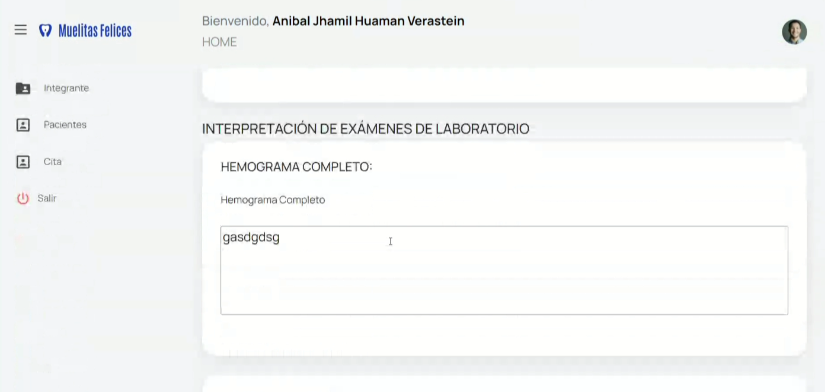 Muelitas Felices
Bienvenido, Anibal Jhamil Huaman Verastein
HOME
Integrante
Pacientes
Cita
Salir
INTERPRETACIÓN DE EXÁMENES DE LABORATORIO
HEMOGRAMA COMPLETO:
Hemograma Completo
gasdgdsg